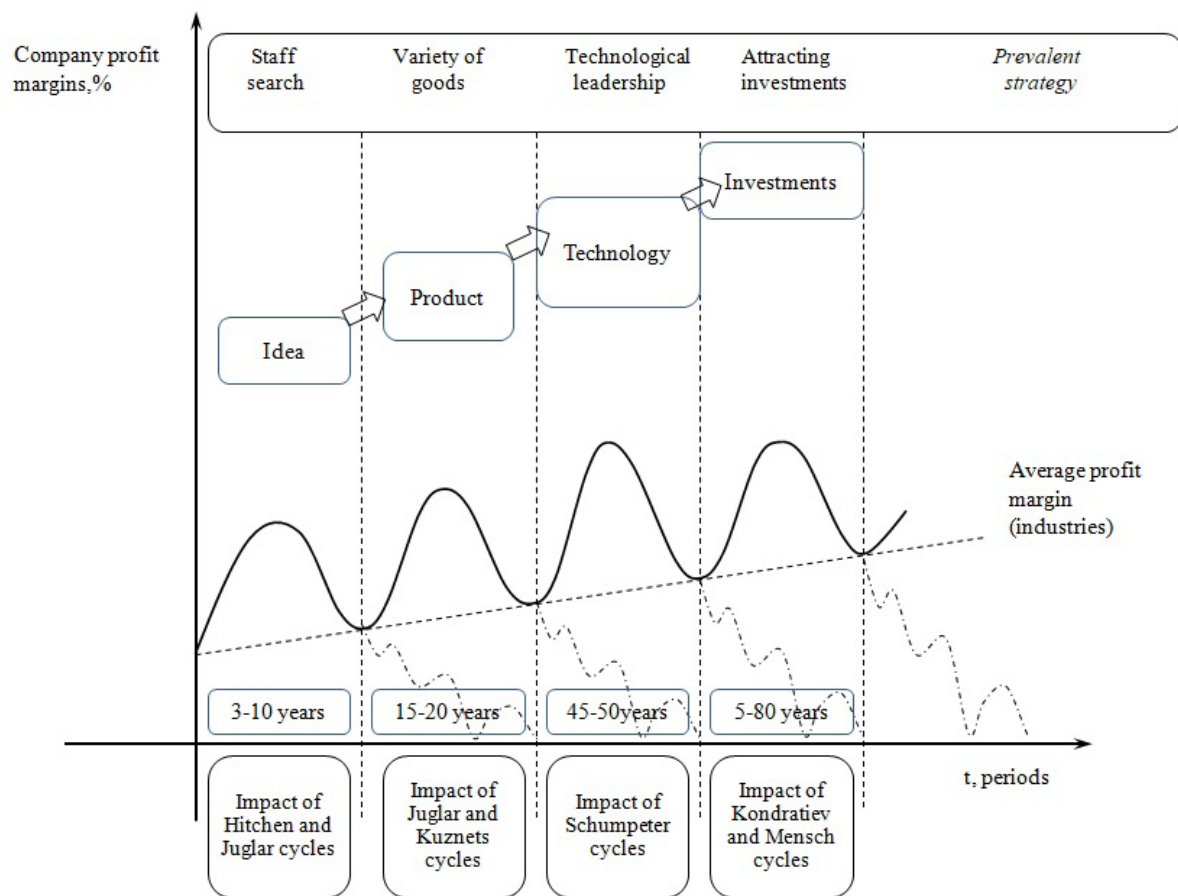 Company profit
margins,%
Staff
search
Variety of
goods
Technological
leadership
Attracting
investments
Prevalent
strategy
Investments
Technology
Product
Idea
Average profit
margin
(industries)
3-10 years
15-20 years
45-50years
5-80 years
t, periods
Impact of
Hitchen and
Juglar cycles
Impact of
Juglar and
Kuznets
cycles
Impact of
Schumpeter
cycles
Impact of
Kondratiev
and Mensch
cycles